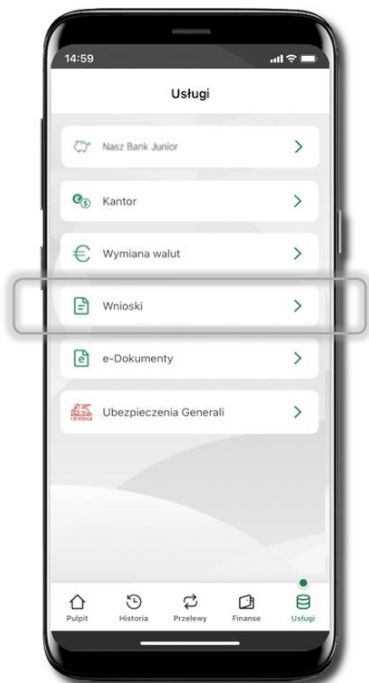 14:59
Usługi
Nasz Bank Junior
Kantor
Wymiana walut
Wnioski
e-Dokumenty
Ubezpieczenia Generali
Pulpit Historia Przelewy Finanse Usługi